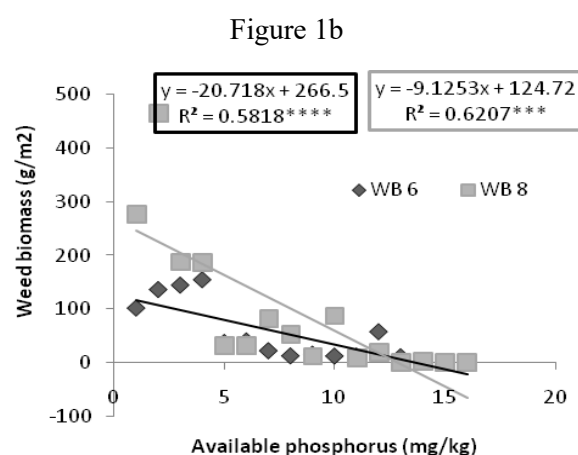 Figure 1b
y = -20.718x + 266.5
R² = 0.5818****
y = -9.1253x + 124.72
R² = 0.6207***
500
400
300
200
100
0
-100
Weed biomass (g/m2)
WB 6
WB 8
0
5
10
15
20
Available phosphorus (mg/kg)